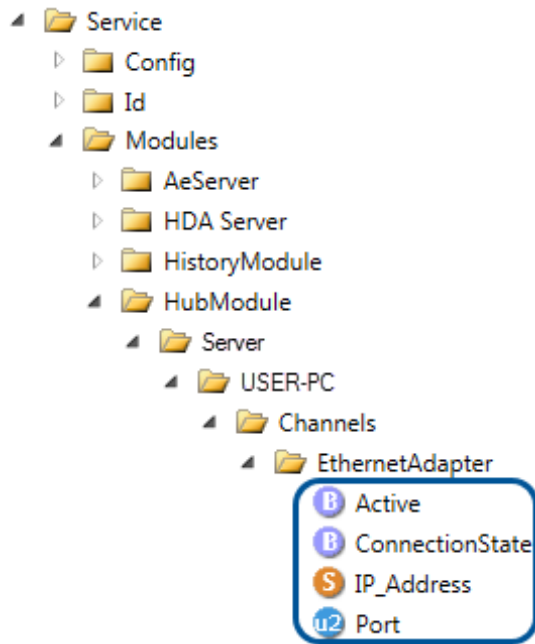 Service
Config
Id
Modules
AeServer
HDA Server
HistoryModule
HubModule
Server
USER-PC
Channels
EthernetAdapter
B Active
B ConnectionState
S IP_Address
u2 Port